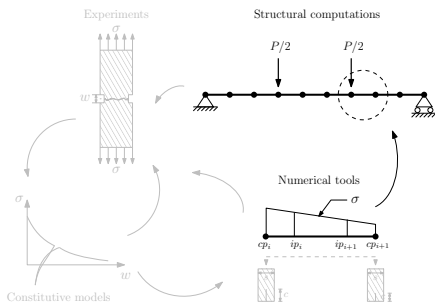 Experiments
Structural computations
σ
P/2
P/2
w
σ
Numerical tools
σ
σ
cp_i
ip_i
ip_{i+1}
cp_{i+1}
w
Constitutive models